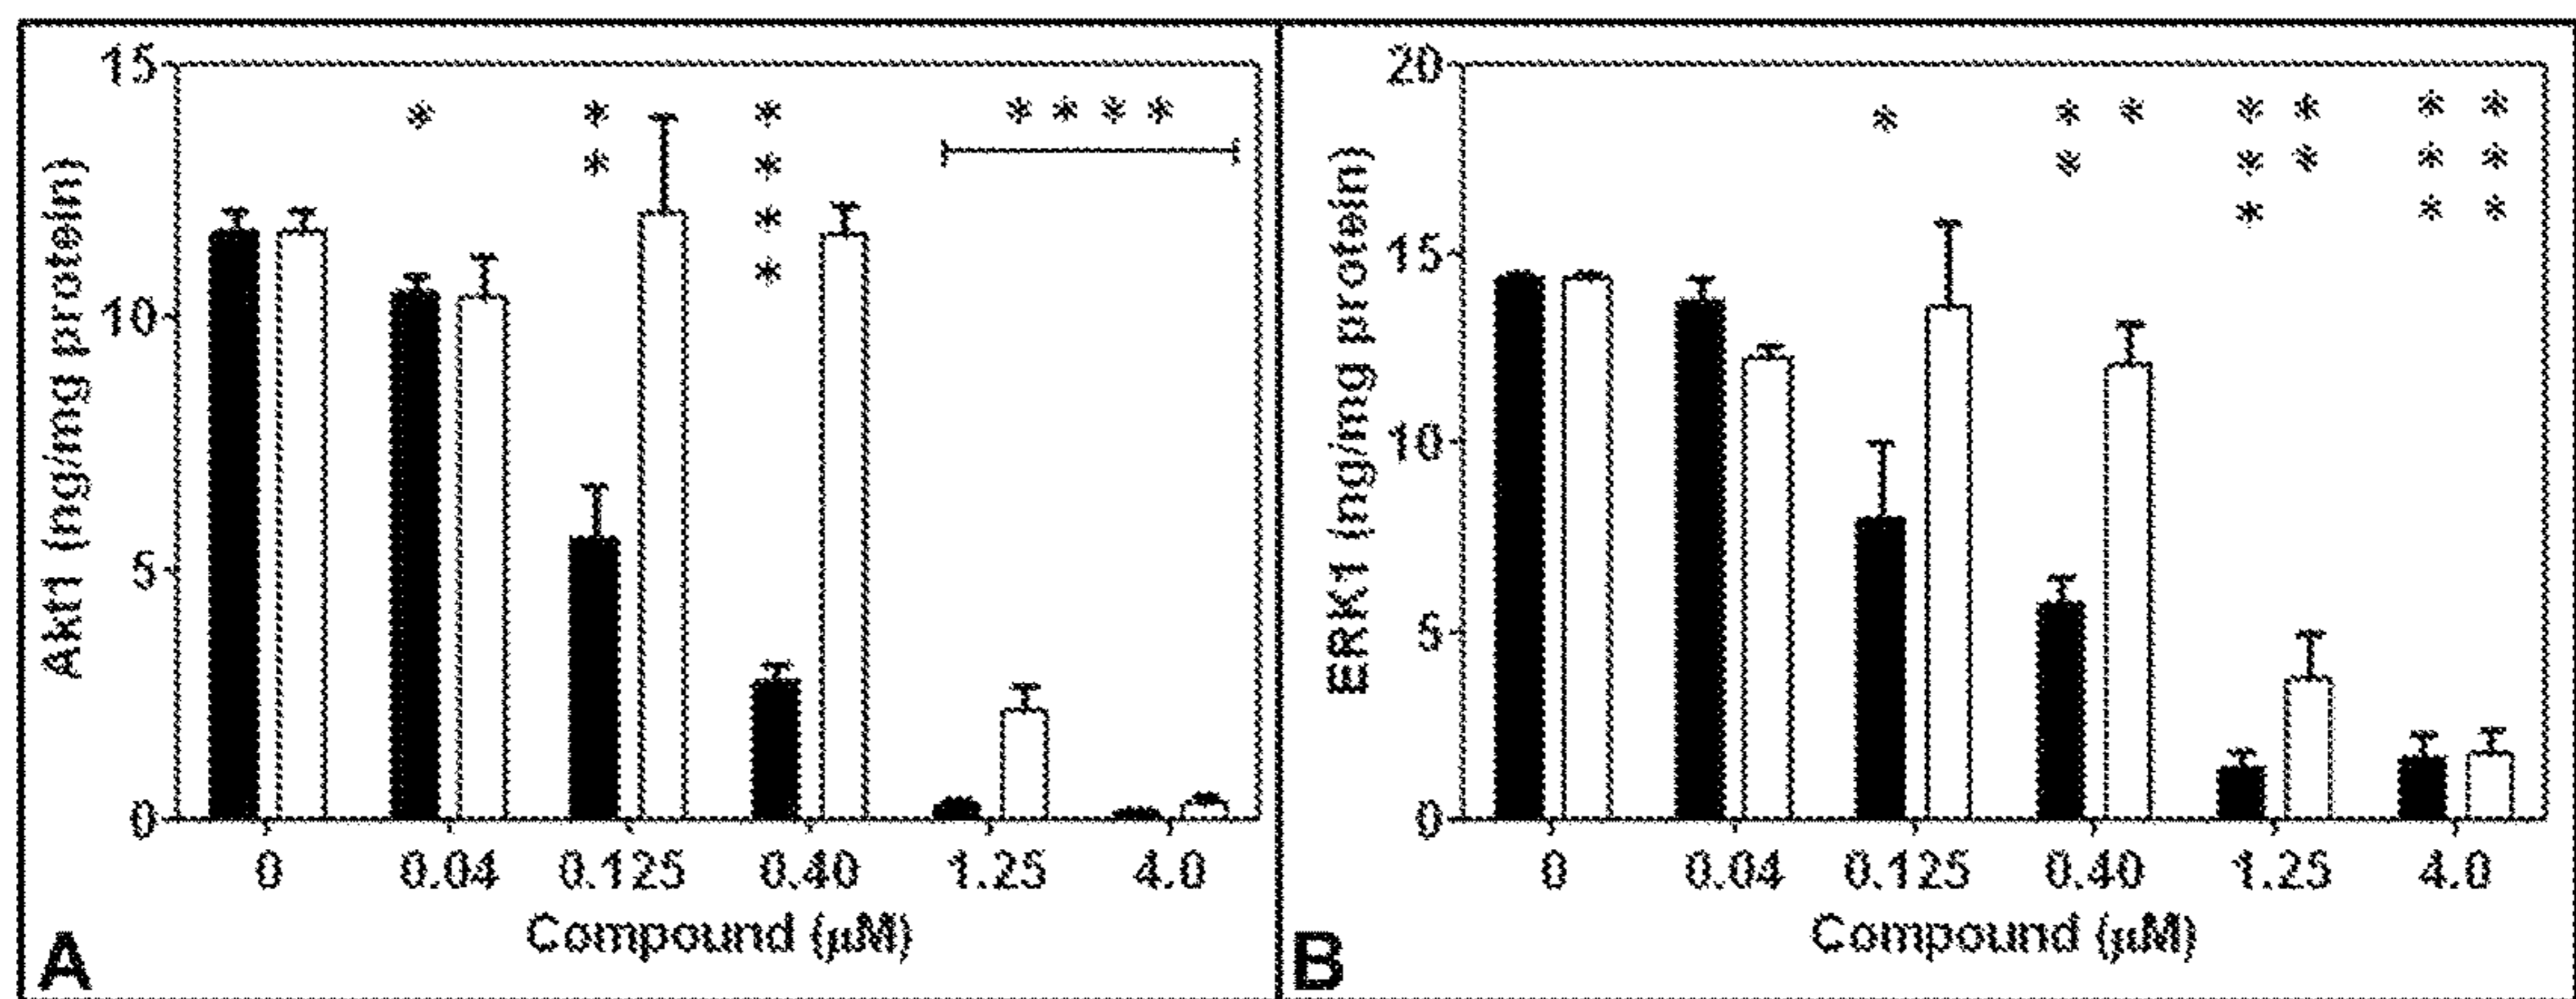 15
* ** **** ****
10
5
0
Akt1 (ng/mg protein)
0 0.04 0.125 0.40 1.25 4.0
Compound (µM)
A
20
* ** * *** ** *** ***
15
10
5
0
ERK1 (ng/mg protein)
0 0.04 0.125 0.40 1.25 4.0
Compound (µM)
B